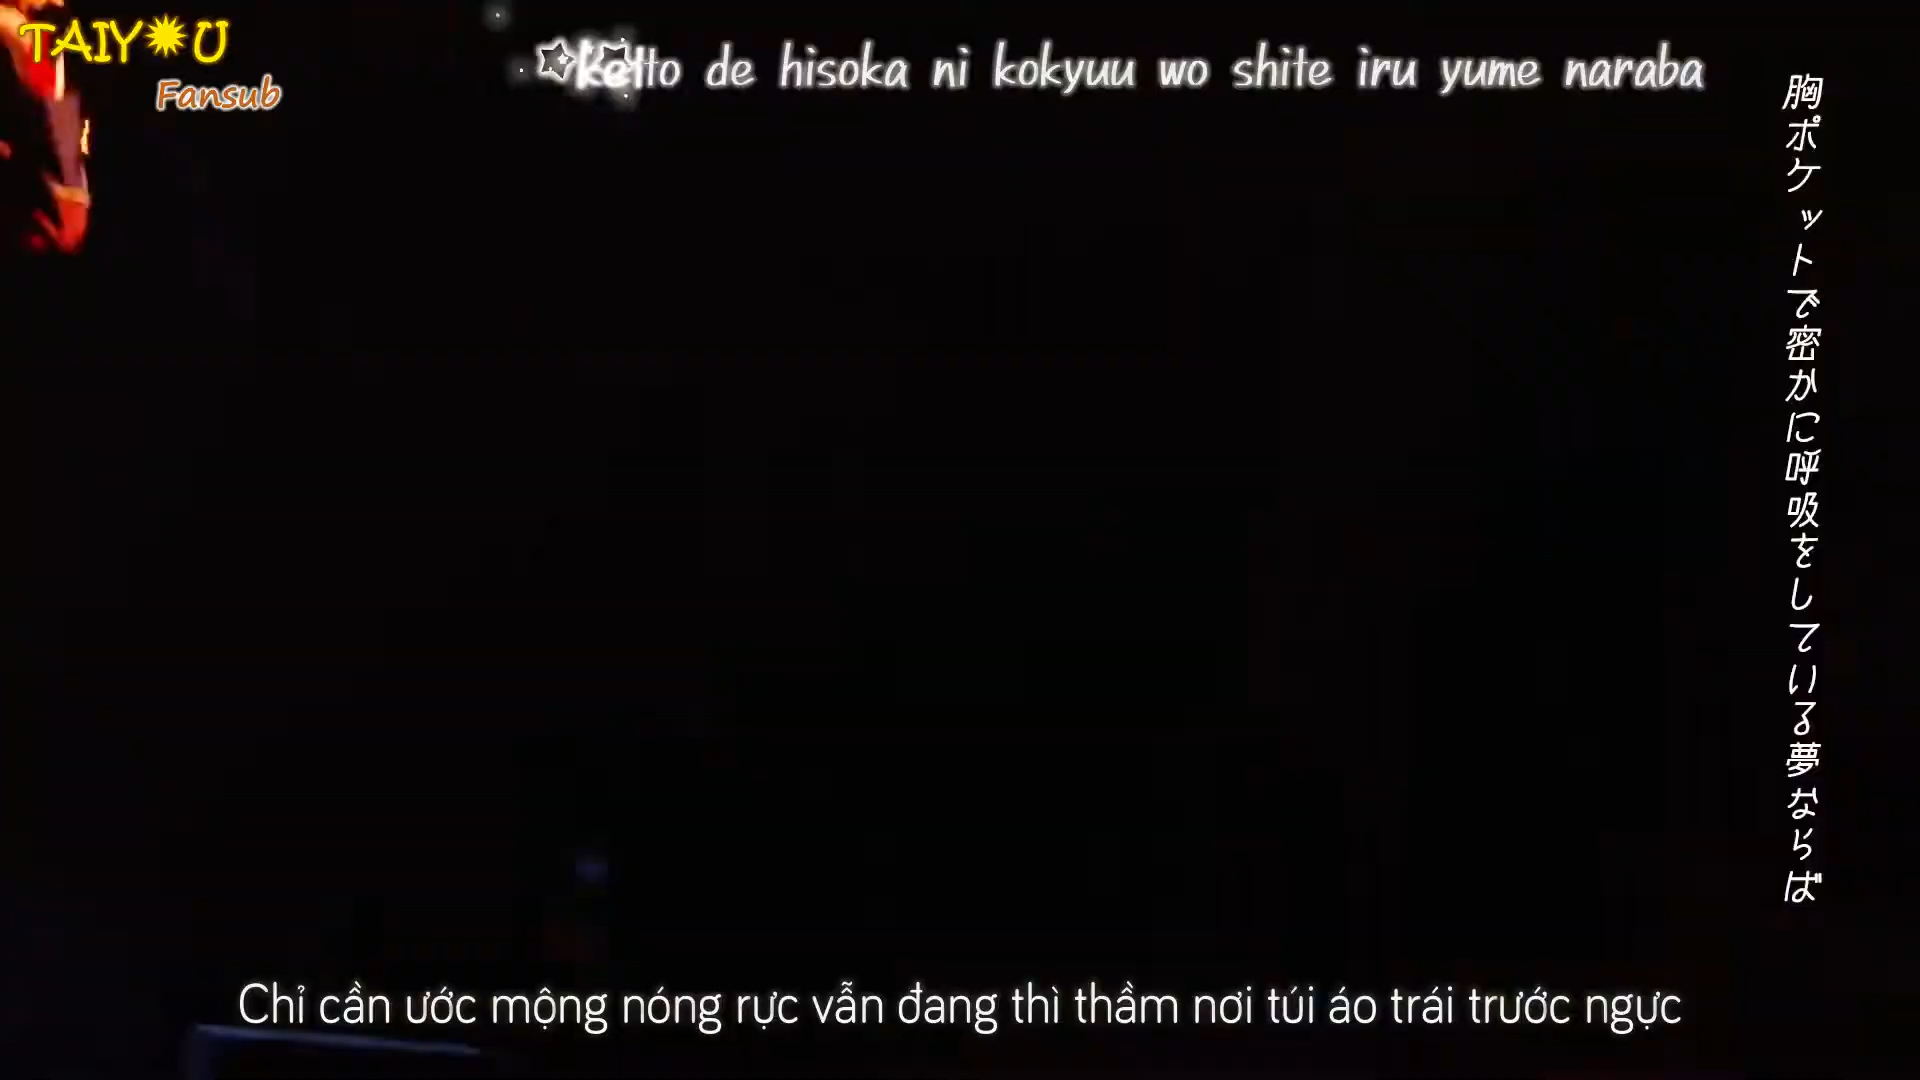 TAIYOU
Fansub
ketto de hisoka ni kokyuu wo shite iru yume naraba
胸ポケットで密かに呼吸をしている夢ならば
Chỉ cần ước mộng nóng rực vẫn đang thì thầm nơi túi áo trái trước ngực